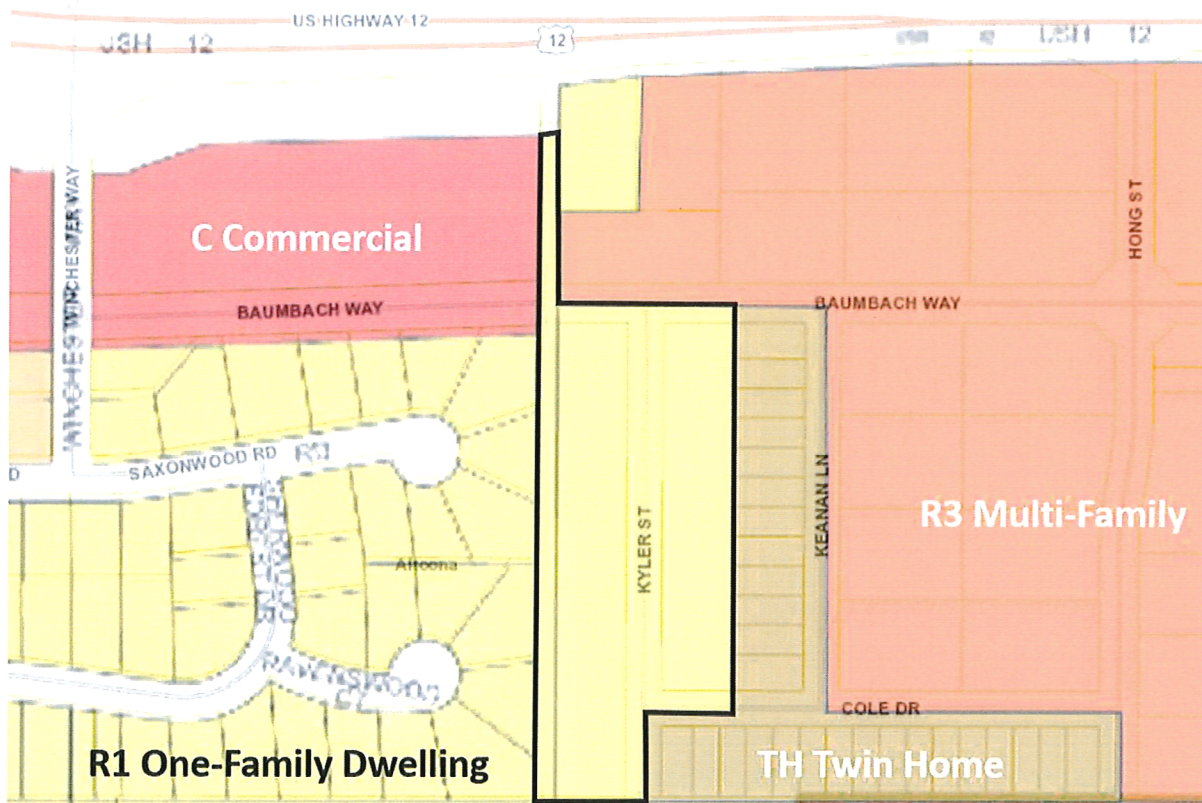 US HIGHWAY 12
12
USH 12
USH 12
WINCHESTER WAY
C Commercial
HONG ST
BAUMBACH WAY
BAUMBACH WAY
SAXONWOOD RD
RD
D
KEANAN LN
R3 Multi-Family
KYLER ST
Altoona
COLE DR
R1 One-Family Dwelling
TH Twin Home